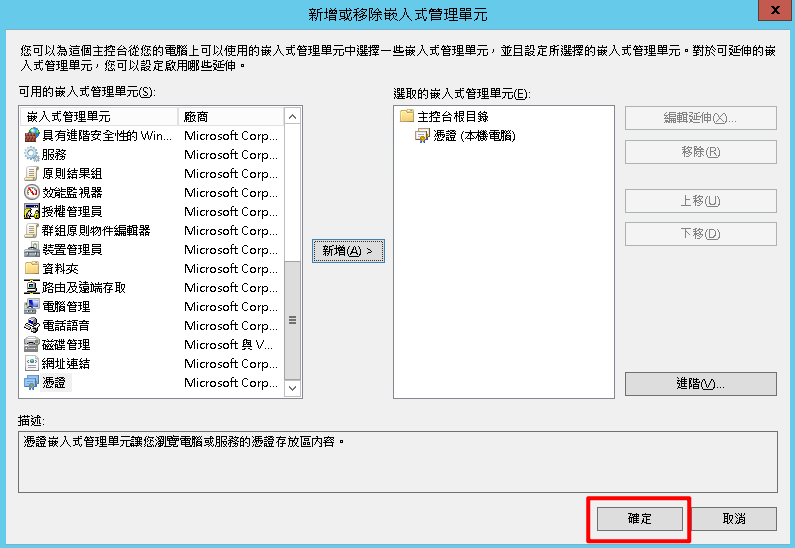 新增或移除嵌入式管理單元
x
您可以為這個主控台從您的電腦上可以使用的嵌入式管理單元中選擇一些嵌入式管理單元，並且設定所選擇的嵌入式管理單元。對於可延伸的嵌
入式管理單元，您可以設定啟用哪些延伸。
可用的嵌入式管理單元(S):
嵌入式管理單元 廠商
具有進階安全性的 Win... Microsoft Corp...
服務 Microsoft Corp...
原則結果組 Microsoft Corp...
效能監視器 Microsoft Corp...
授權管理員 Microsoft Corp...
群組原則物件編輯器 Microsoft Corp...
裝置管理員 Microsoft Corp...
資料夾 Microsoft Corp...
路由及遠端存取 Microsoft Corp...
電腦管理 Microsoft Corp...
電話語音 Microsoft Corp...
磁碟管理 Microsoft 與 V...
網址連結 Microsoft Corp...
憑證 Microsoft Corp...
新增(A) >
選取的嵌入式管理單元(E):
主控台根目錄
憑證 (本機電腦)
編輯延伸(X)...
移除(R)
上移(U)
下移(D)
進階(V)...
描述:
憑證嵌入式管理單元讓您瀏覽電腦或服務的憑證存放區內容。
確定
取消